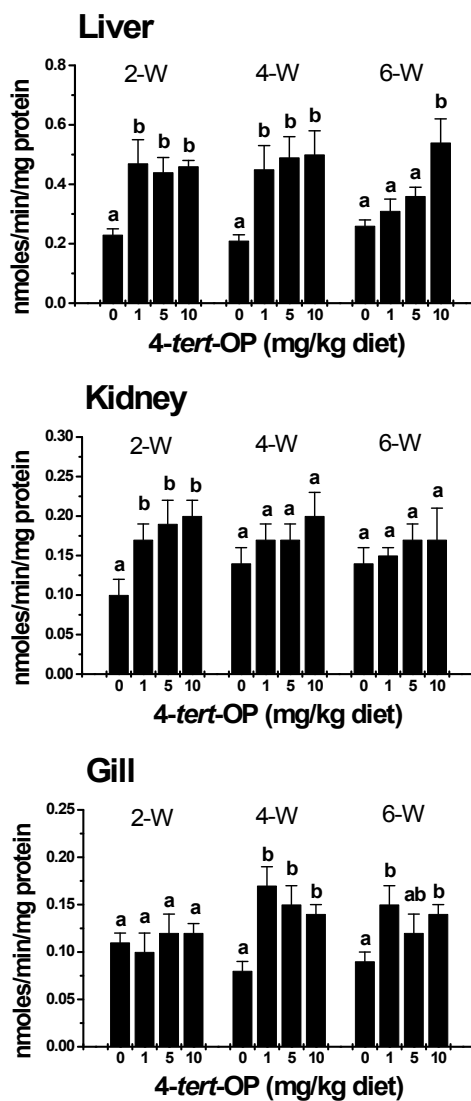 Liver
2-W 4-W 6-W
nmoles/min/mg protein
0.8
0.6
0.4
0.2
0.0
a b b b a b b b a a a b
0 1 5 10 0 1 5 10 0 1 5 10
4-tert-OP (mg/kg diet)
Kidney
2-W 4-W 6-W
nmoles/min/mg protein
0.30
0.25
0.20
0.15
0.10
0.05
0.00
a b b b a a a a a a a a
0 1 5 10 0 1 5 10 0 1 5 10
4-tert-OP (mg/kg diet)
Gill
2-W 4-W 6-W
nmoles/min/mg protein
0.25
0.20
0.15
0.10
0.05
0.00
a a a a a b b b a b ab b
0 1 5 10 0 1 5 10 0 1 5 10
4-tert-OP (mg/kg diet)